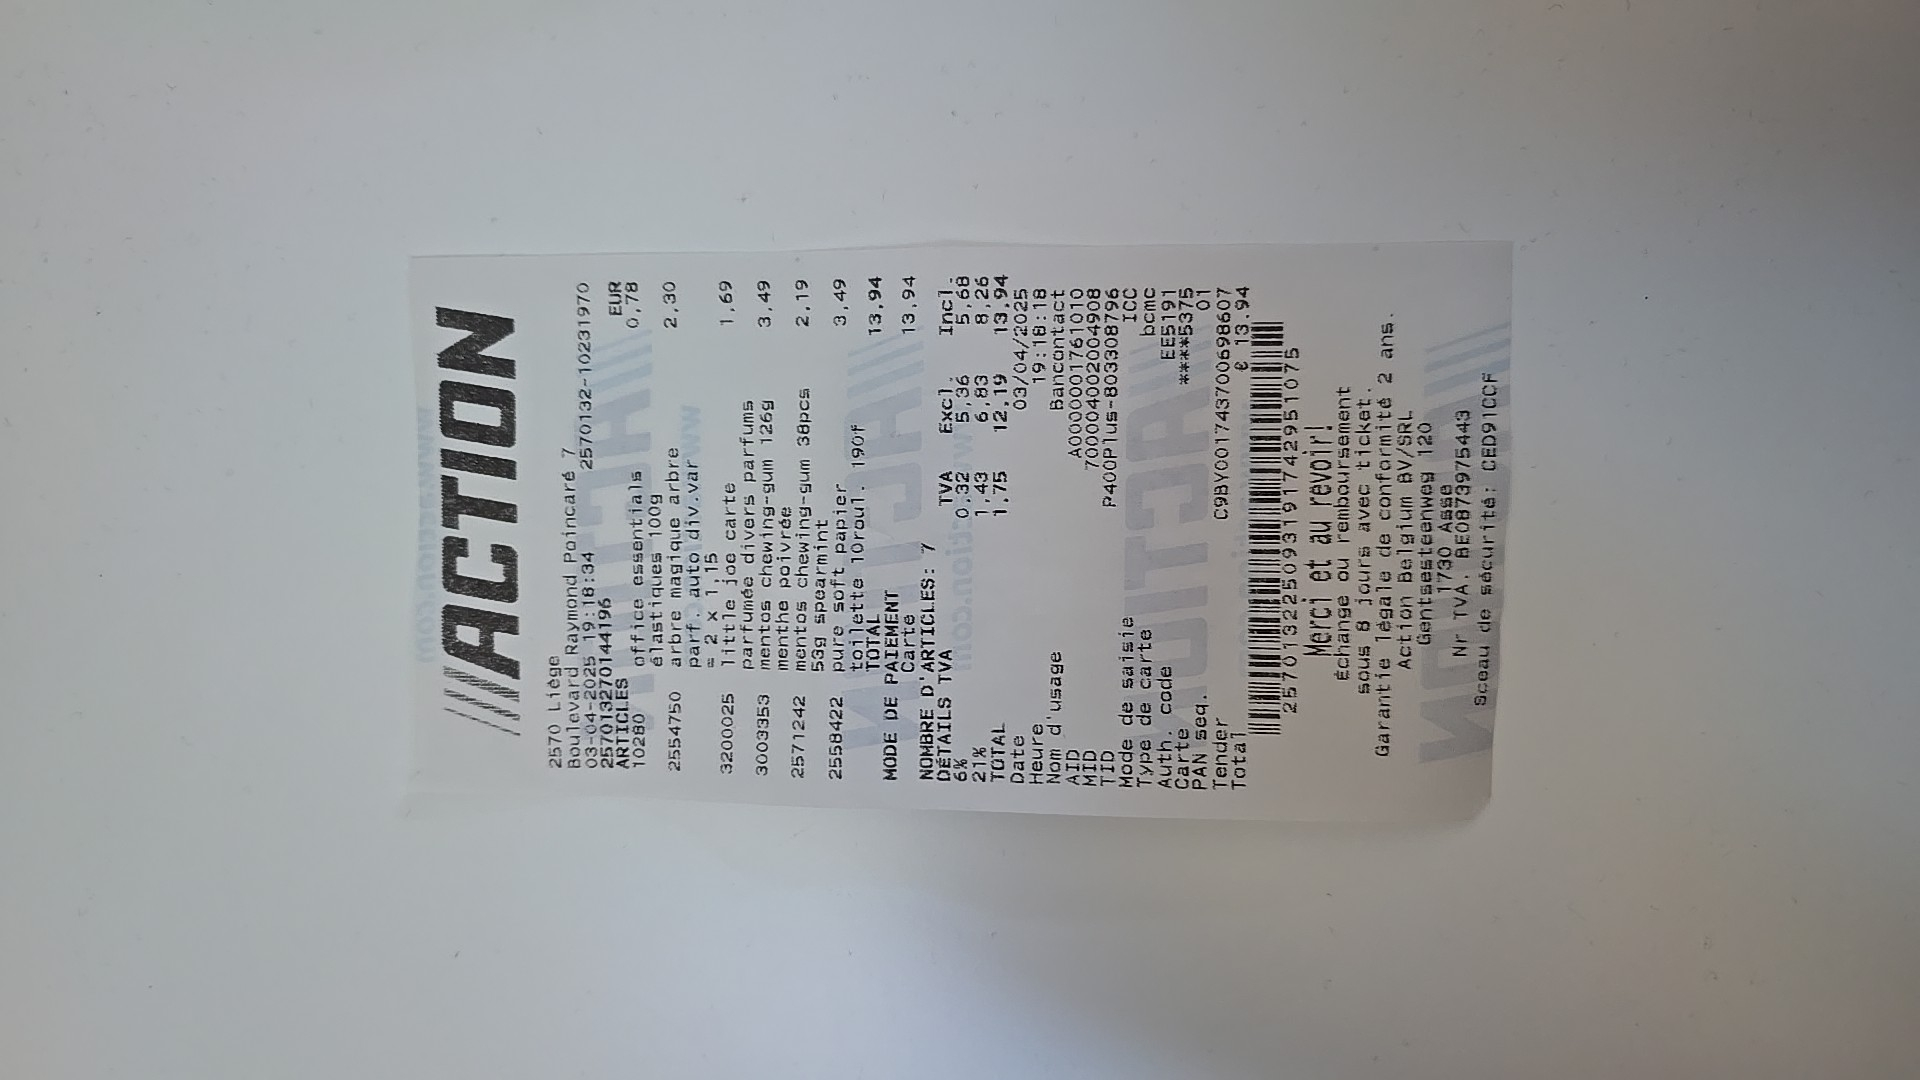 ACTION
2570 Liége
Boulevard Raymond Poincaré 7
03-04-2025 19:18:34 2570132-10231970
257013270144196
ARTICLES EUR
10280 office essentials 0,78
élastiques 100g
2554750 arbre magique arbre 2,30
parf. auto div.var
= 2 x 1,15
3200025 little joe carte 1,69
parfumée divers parfums
3003353 mentos chewing-gum 126g 3,49
menthe poivrée
2571242 mentos chewing-gum 38pcs 2,19
53g spearmint
2558422 pure soft papier 3,49
toilette 10roul. 190f
TOTAL 13,94
MODE DE PAIEMENT
Carte 13,94
NOMBRE D'ARTICLES: 7
DÉTAILS TVA TVA Excl. Incl.
6% 0,32 5,36 5,68
21% 1,43 6,83 8,26
TOTAL 1,75 12,19 13,94
Date 03/04/2025
Heure 19:18:18
Nom d'usage Bancontact
AID A0000001761010
MID 700004002004908
TID P400Plus-803308796
Mode de saisie ICC
Type de carte bcmc
Auth. code EE5191
Carte ****5375
PAN seq. 01
Tender C9BY001743700698607
Total € 13.94
257013225093191742951075
Merci et au revoir!
Échange ou remboursement
sous 8 jours avec ticket.
Garantie légale de conformité 2 ans.
Action Belgium BV/SRL
Gentsesteenweg 120
1730 Asse
Nr TVA. BE0873975443
Sceau de sécurité: CED91CCF